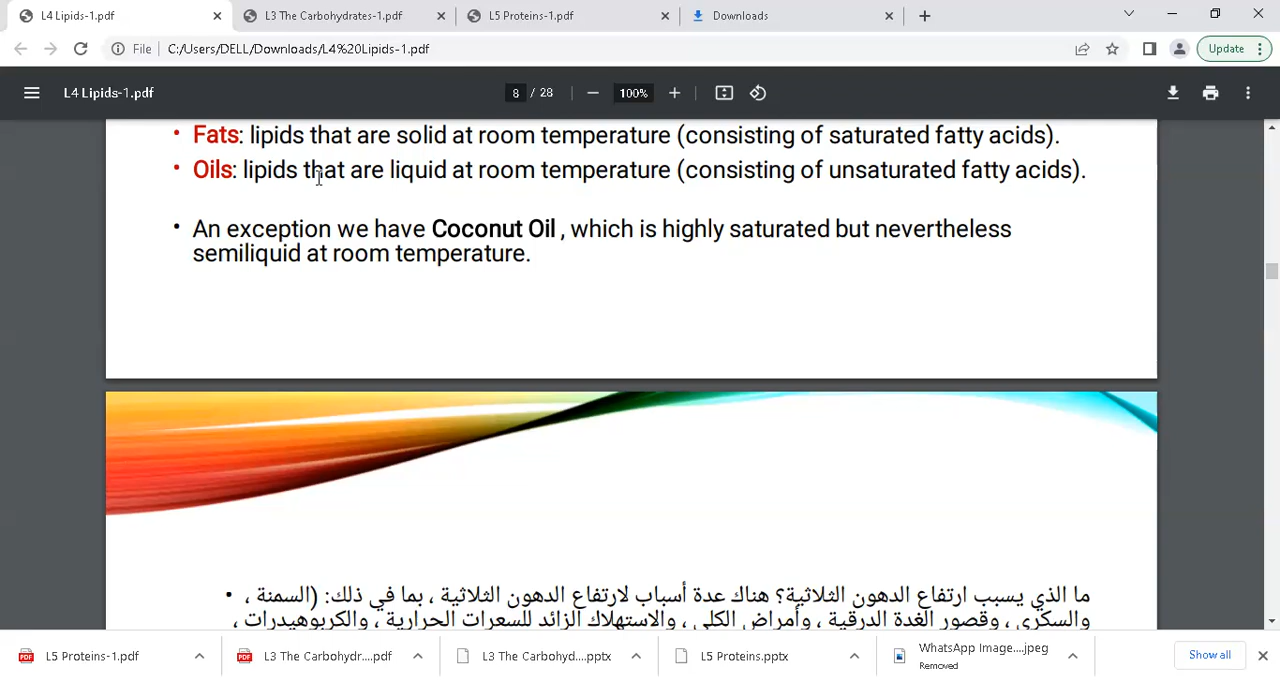 L4 Lipids-1.pdf
L3 The Carbohydrates-1.pdf
L5 Proteins-1.pdf
Downloads
File
C:/Users/DELL/Downloads/L4%20Lipids-1.pdf
Update
L4 Lipids-1.pdf
8 / 28
100%
• Fats: lipids that are solid at room temperature (consisting of saturated fatty acids).
• Oils: lipids that are liquid at room temperature (consisting of unsaturated fatty acids).
• An exception we have Coconut Oil , which is highly saturated but nevertheless
semiliquid at room temperature.
• ما الذي يسبب ارتفاع الدهون الثلاثية؟ هناك عدة أسباب لارتفاع الدهون الثلاثية ، بما في ذلك: (السمنة ،
والسكري ، وقصور الغدة الدرقية ، وأمراض الكلى ، والاستهلاك الزائد للسعرات الحرارية ، والكربوهيدرات ،
L5 Proteins-1.pdf
L3 The Carbohydr....pdf
L3 The Carbohyd....pptx
L5 Proteins.pptx
WhatsApp Image....jpeg
Removed
Show all